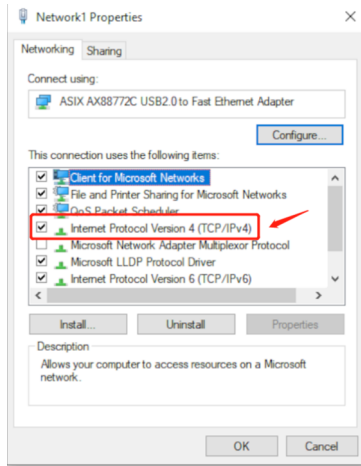 Network1 Properties
Networking
Sharing
Connect using:
ASIX AX88772C USB2.0 to Fast Ethernet Adapter
Configure...
This connection uses the following items:
Client for Microsoft Networks
File and Printer Sharing for Microsoft Networks
QoS Packet Scheduler
Internet Protocol Version 4 (TCP/IPv4)
Microsoft Network Adapter Multiplexor Protocol
Microsoft LLDP Protocol Driver
Internet Protocol Version 6 (TCP/IPv6)
Install...
Uninstall
Properties
Description
Allows your computer to access resources on a Microsoft
network.
OK
Cancel